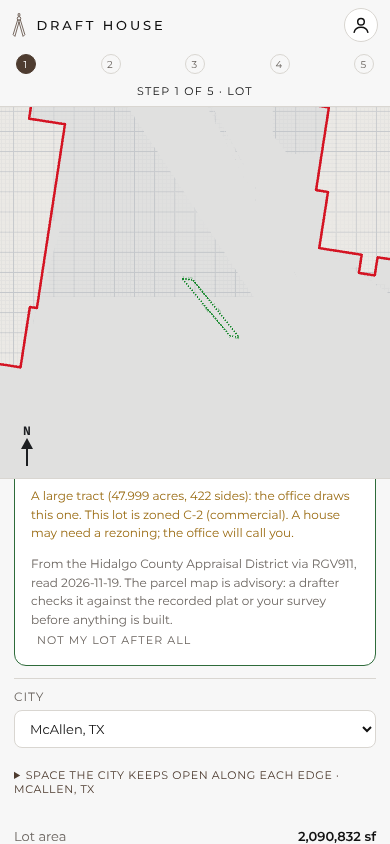 DRAFT HOUSE
1 2 3 4 5
STEP 1 OF 5 · LOT
N
A large tract (47.999 acres, 422 sides): the office draws
this one. This lot is zoned C-2 (commercial). A house
may need a rezoning; the office will call you.
From the Hidalgo County Appraisal District via RGV911,
read 2026-11-19. The parcel map is advisory: a drafter
checks it against the recorded plat or your survey
before anything is built.
NOT MY LOT AFTER ALL
CITY
McAllen, TX
SPACE THE CITY KEEPS OPEN ALONG EACH EDGE ·
MCALLEN, TX
Lot area 2,090,832 sf